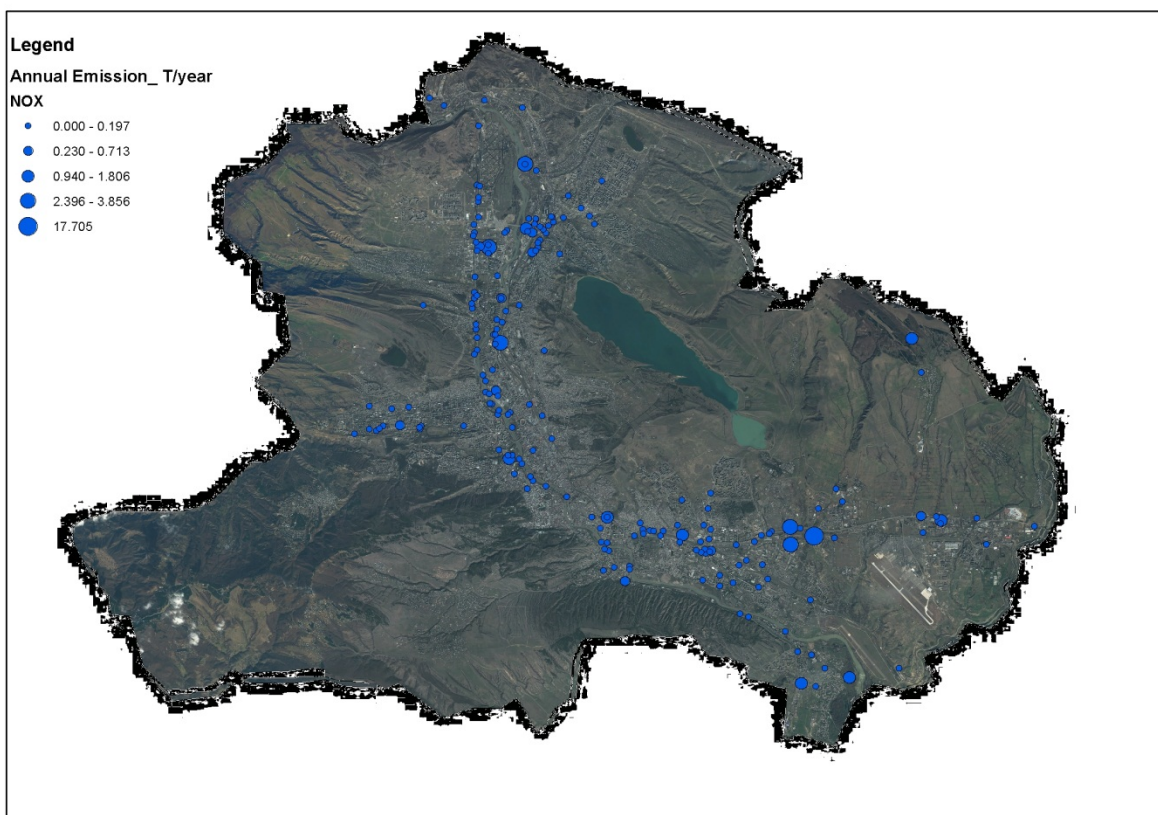 Legend
Annual Emission_ T/year
NOX
0.000 - 0.197
0.230 - 0.713
0.940 - 1.806
2.396 - 3.856
17.705